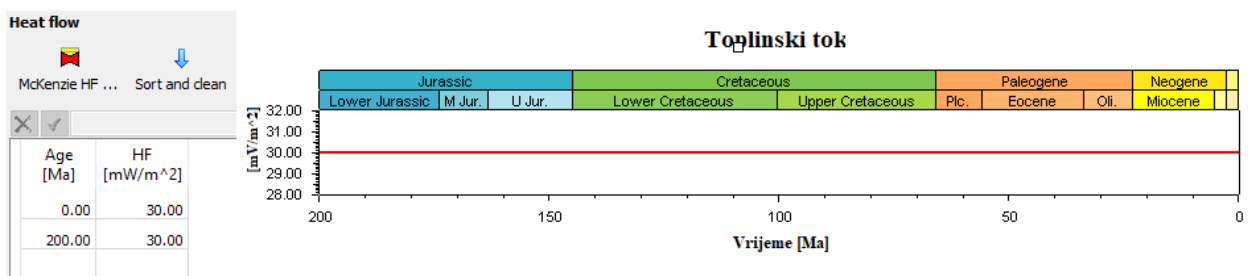 Heat flow
McKenzie HF ... Sort and clean
Age HF
[Ma] [mW/m^2]
0.00 30.00
200.00 30.00
Toplinski tok
Jurassic Cretaceous Paleogene Neogene
Lower Jurassic M Jur. U Jur. Lower Cretaceous Upper Cretaceous Plc. Eocene Oli. Miocene
[mV/m^2]
32.00
31.00
30.00
29.00
28.00
200 150 100 50 0
Vrijeme [Ma]